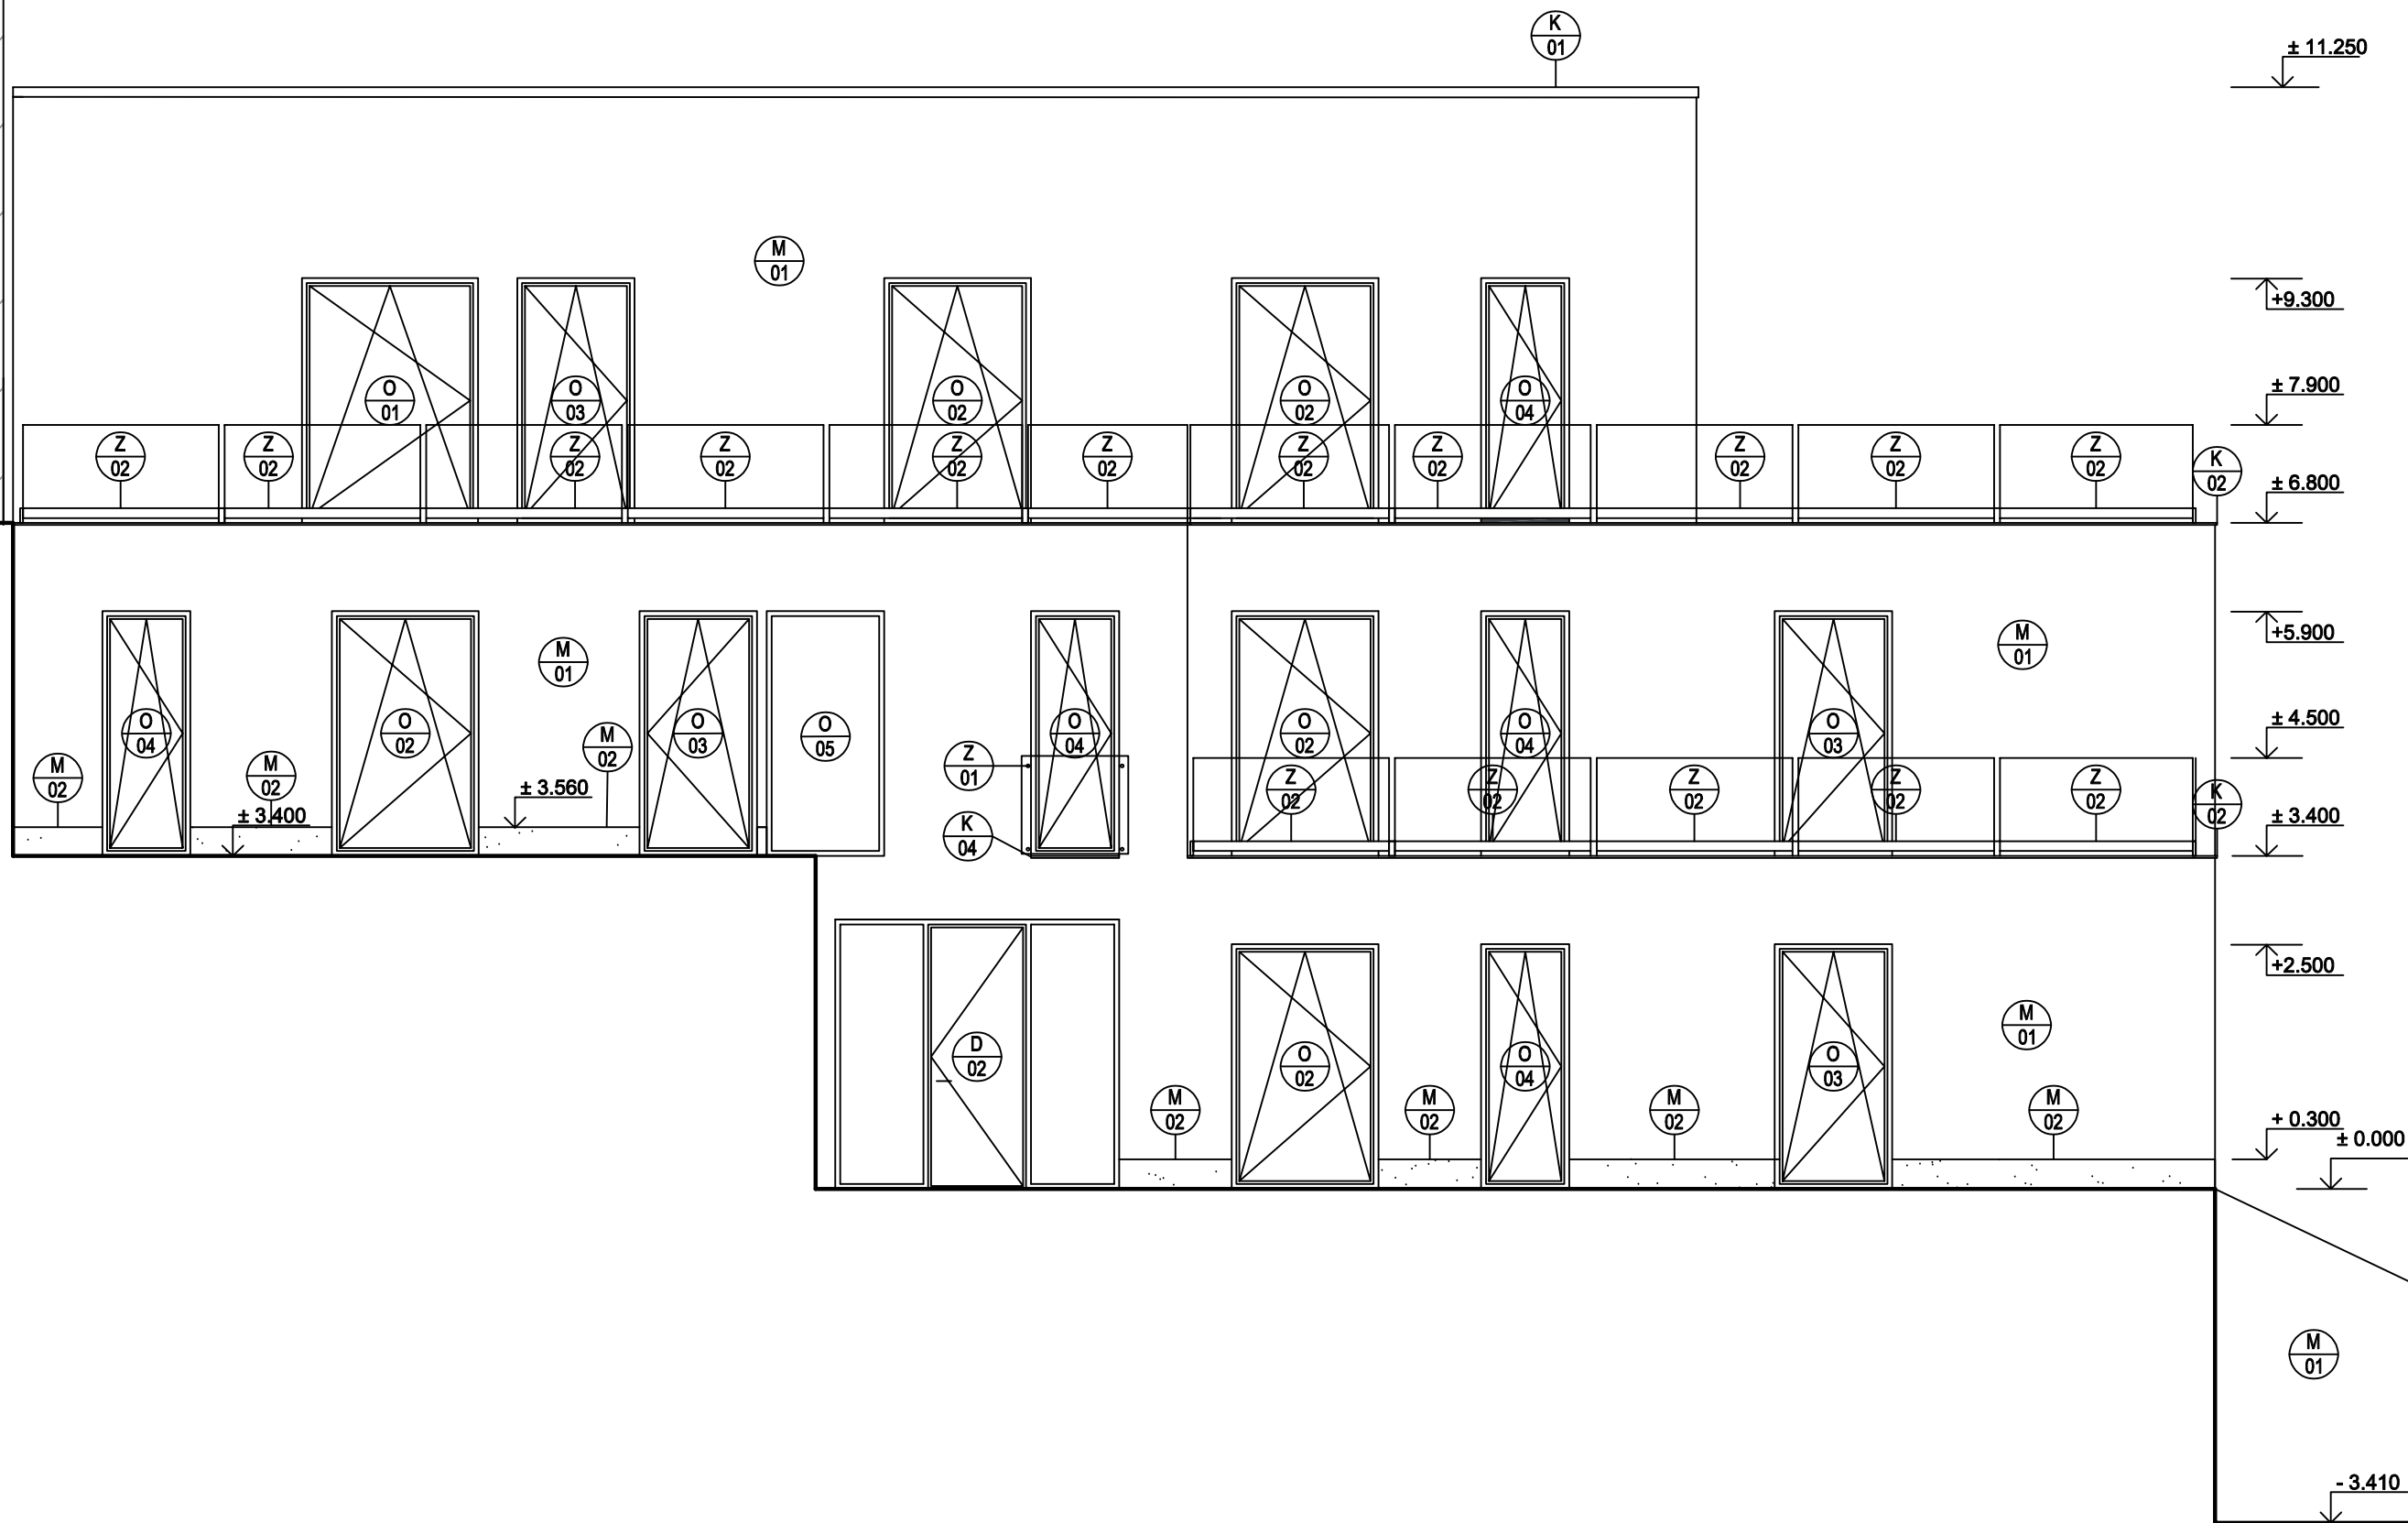 K
01
± 11.250
M
01
+9.300
O
01
O
03
O
02
O
02
O
04
± 7.900
Z
02
Z
02
Z
02
Z
02
Z
02
Z
02
Z
02
Z
02
Z
02
Z
02
Z
02
K
02
± 6.800
M
01
M
01
+5.900
O
04
O
02
O
03
O
05
O
04
O
02
O
04
O
03
± 4.500
M
02
M
02
M
02
Z
01
Z
02
Z
02
Z
02
Z
02
Z
02
K
02
± 3.560
± 3.400
K
04
± 3.400
+2.500
M
01
D
02
O
02
O
04
O
03
M
02
M
02
M
02
M
02
+ 0.300
± 0.000
M
01
- 3.410